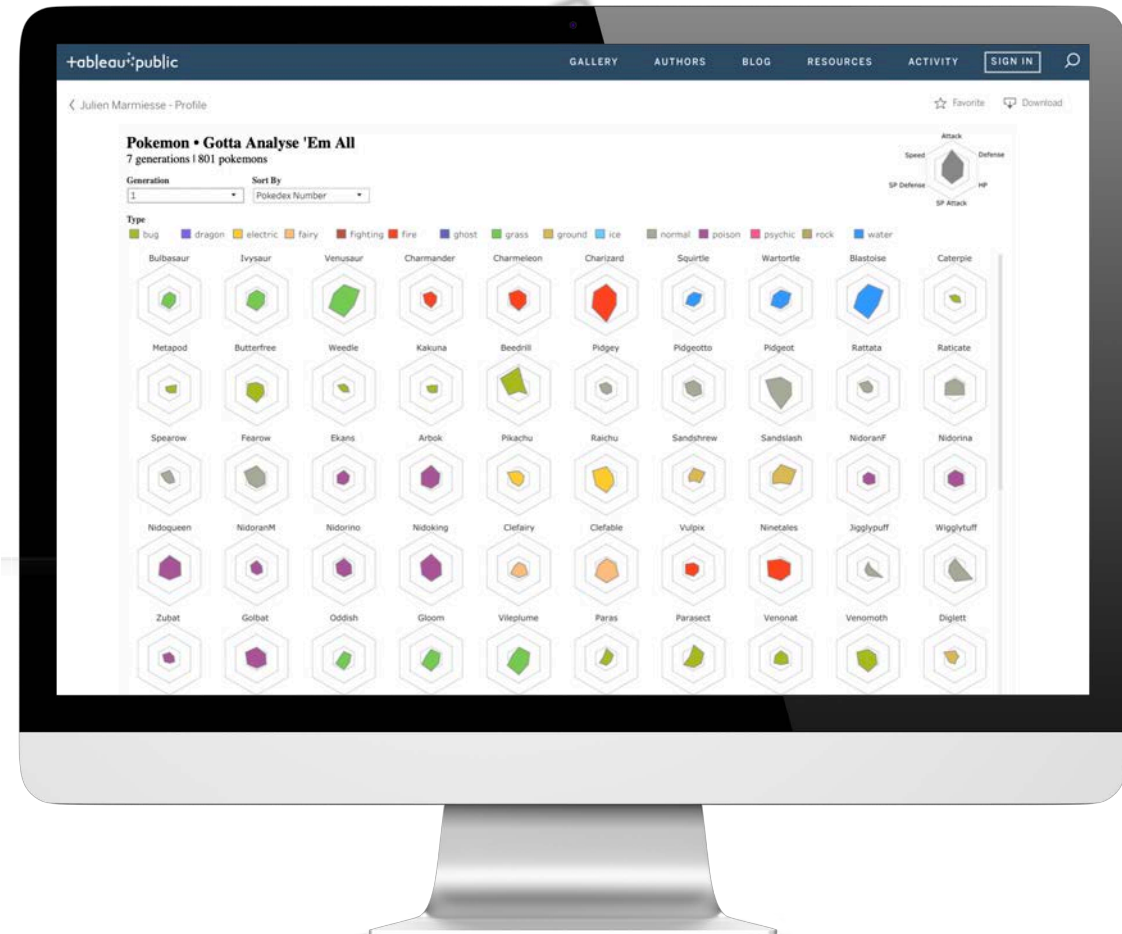 +ableau public
GALLERY AUTHORS BLOG RESOURCES ACTIVITY SIGN IN
Julien Marmiesse - Profile
Favorite Download
Pokemon • Gotta Analyse 'Em All
7 generations | 801 pokemons
Generation Sort By
1 Pokedex Number
Attack
Speed Defense
SP Defense HP
SP Attack
Type
bug dragon electric fairy Fighting fire ghost grass ground ice normal poison psychic rock water
Bulbasaur Ivysaur Venusaur Charmander Charmeleon Charizard Squirtle Wartortle Blastoise Caterpie
Metapod Butterfree Weedle Kakuna Beedrill Pidgey Pidgeotto Pidgeot Rattata Raticate
Spearow Fearow Ekans Arbok Pikachu Raichu Sandshrew Sandslash NidoranF Nidorina
Nidoqueen NidoranM Nidorino Nidoking Clefairy Clefable Vulpix Ninetales Jigglypuff Wigglytuff
Zubat Golbat Oddish Gloom Vileplume Paras Parasect Venonat Venomoth Diglett